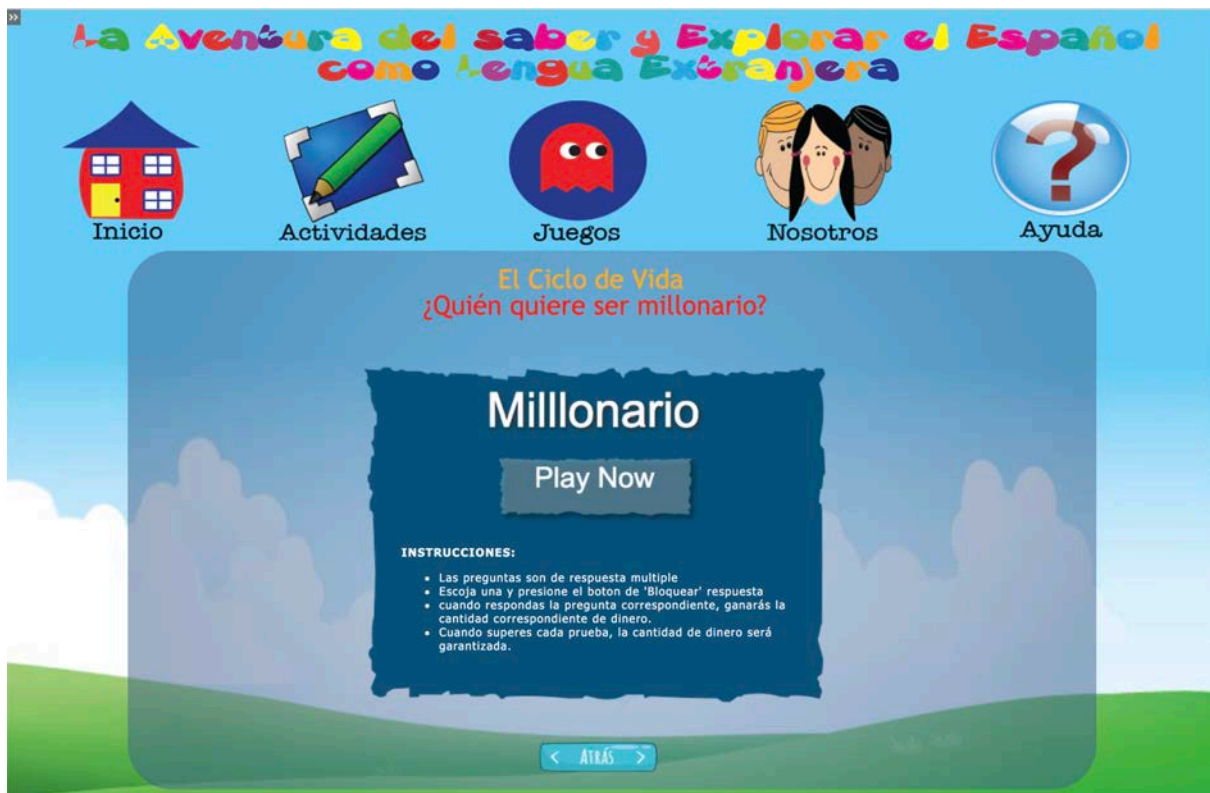 »
La Aventura del saber y Explorar el Español
como Lengua Extranjera
Inicio
Actividades
Juegos
Nosotros
Ayuda
El Ciclo de Vida
¿Quién quiere ser millonario?
Milllonario
Play Now
INSTRUCCIONES:
• Las preguntas son de respuesta multiple
• Escoja una y presione el boton de 'Bloquear' respuesta
• cuando respondas la pregunta correspondiente, ganarás la
cantidad correspondiente de dinero.
• Cuando superes cada prueba, la cantidad de dinero será
garantizada.
< ATRÁS >